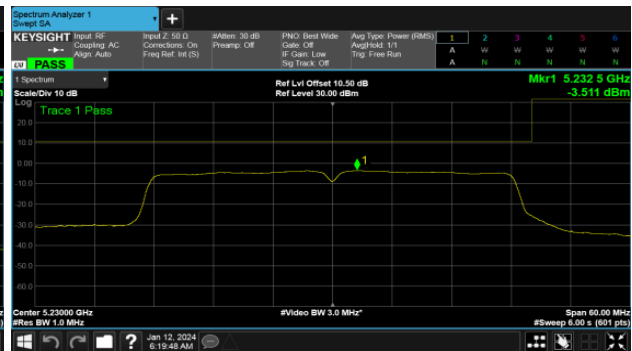 Spectrum Analyzer 1
Swept SA
+
KEYSIGHT Input: RF
Coupling: AC
Align: Auto
Input Z: 50 Ω
Corrections: On
Freq Ref: Int (S)
#Atten: 30 dB
Preamp: Off
PNO: Best Wide
Gate: Off
IF Gain: Low
Sig Track: Off
Avg Type: Power (RMS)
Avg|Hold: 1/1
Trig: Free Run
1 2 3 4 5 6
A W W W W W
A N N N N N
LXI PASS
1 Spectrum
Scale/Div 10 dB
Ref Lvl Offset 10.50 dB
Ref Level 30.00 dBm
Mkr1 5.232 5 GHz
-3.511 dBm
Log
Trace 1 Pass
20.0
10.0
0.00
1
-10.0
-20.0
-30.0
-40.0
-50.0
-60.0
Center 5.23000 GHz
#Res BW 1.0 MHz
#Video BW 3.0 MHz*
Span 60.00 MHz
#Sweep 6.00 s (601 pts)
?
Jan 12, 2024
6:19:48 AM